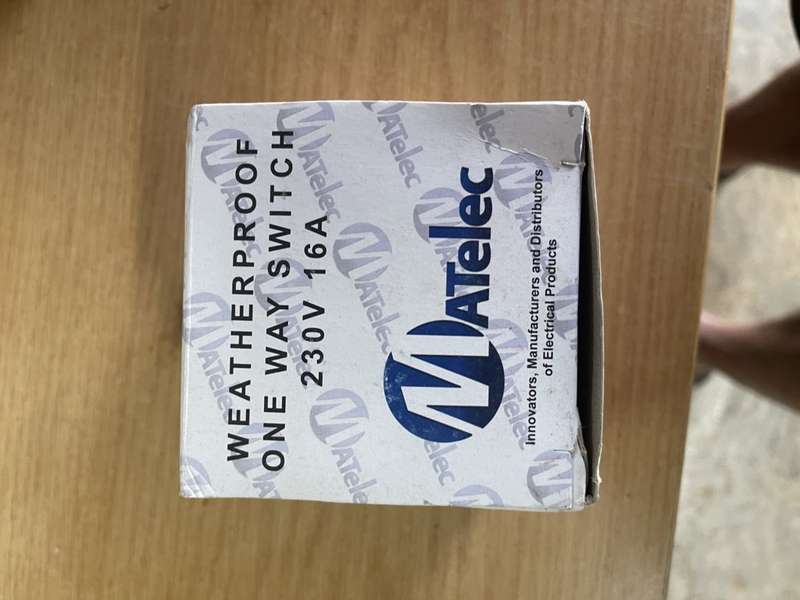 WEATHERPROOF
ONE WAY SWITCH
230V 16A
MATelec
Innovators, Manufacturers and Distributors
of Electrical Products